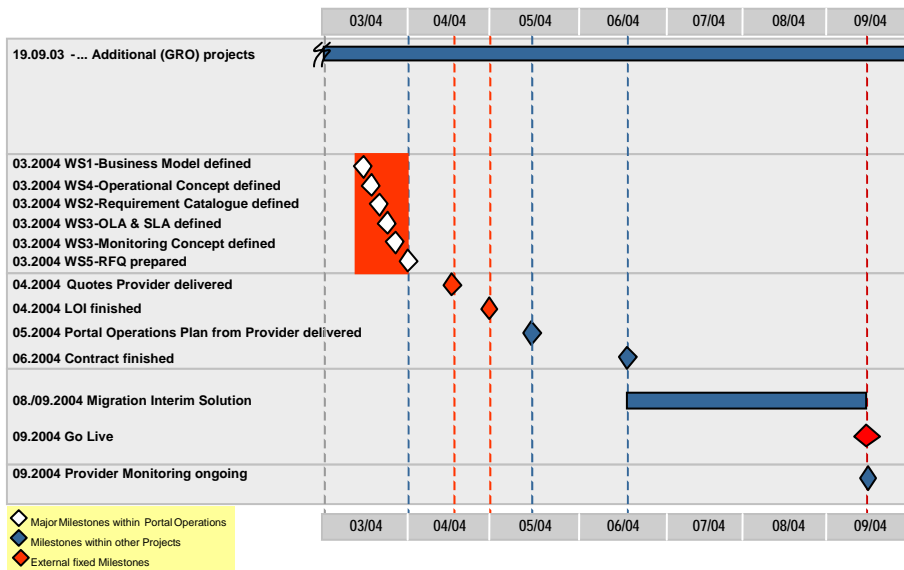 03/04 04/04 05/04 06/04 07/04 08/04 09/04
19.09.03 -... Additional (GRO) projects
03.2004 WS1-Business Model defined
03.2004 WS4-Operational Concept defined
03.2004 WS2-Requirement Catalogue defined
03.2004 WS3-OLA & SLA defined
03.2004 WS3-Monitoring Concept defined
03.2004 WS5-RFQ prepared
04.2004 Quotes Provider delivered
04.2004 LOI finished
05.2004 Portal Operations Plan from Provider delivered
06.2004 Contract finished
08./09.2004 Migration Interim Solution
09.2004 Go Live
09.2004 Provider Monitoring ongoing
03/04 04/04 05/04 06/04 07/04 08/04 09/04
Major Milestones within Portal Operations
Milestones within other Projects
External fixed Milestones